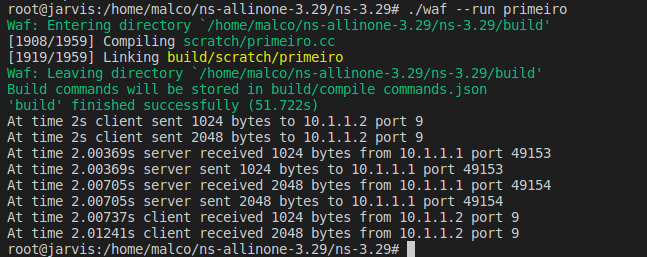 root@jarvis:/home/malco/ns-allinone-3.29/ns-3.29# ./waf --run primeiro
Waf: Entering directory `/home/malco/ns-allinone-3.29/ns-3.29/build'
[1908/1959] Compiling scratch/primeiro.cc
[1919/1959] Linking build/scratch/primeiro
Waf: Leaving directory `/home/malco/ns-allinone-3.29/ns-3.29/build'
Build commands will be stored in build/compile_commands.json
'build' finished successfully (51.722s)
At time 2s client sent 1024 bytes to 10.1.1.2 port 9
At time 2s client sent 2048 bytes to 10.1.1.2 port 9
At time 2.00369s server received 1024 bytes from 10.1.1.1 port 49153
At time 2.00369s server sent 1024 bytes to 10.1.1.1 port 49153
At time 2.00705s server received 2048 bytes from 10.1.1.1 port 49154
At time 2.00705s server sent 2048 bytes to 10.1.1.1 port 49154
At time 2.00737s client received 1024 bytes from 10.1.1.2 port 9
At time 2.01241s client received 2048 bytes from 10.1.1.2 port 9
root@jarvis:/home/malco/ns-allinone-3.29/ns-3.29#